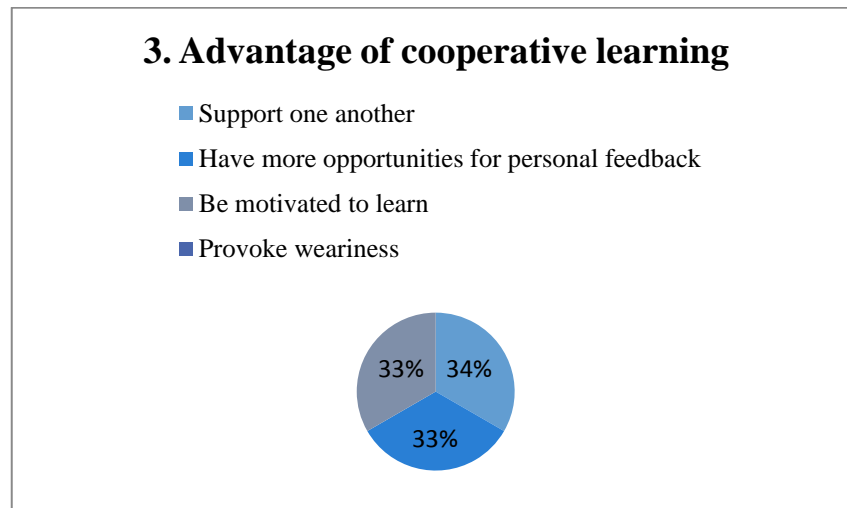 3. Advantage of cooperative learning
Support one another
Have more opportunities for personal feedback
Be motivated to learn
Provoke weariness
33% 34%
33%